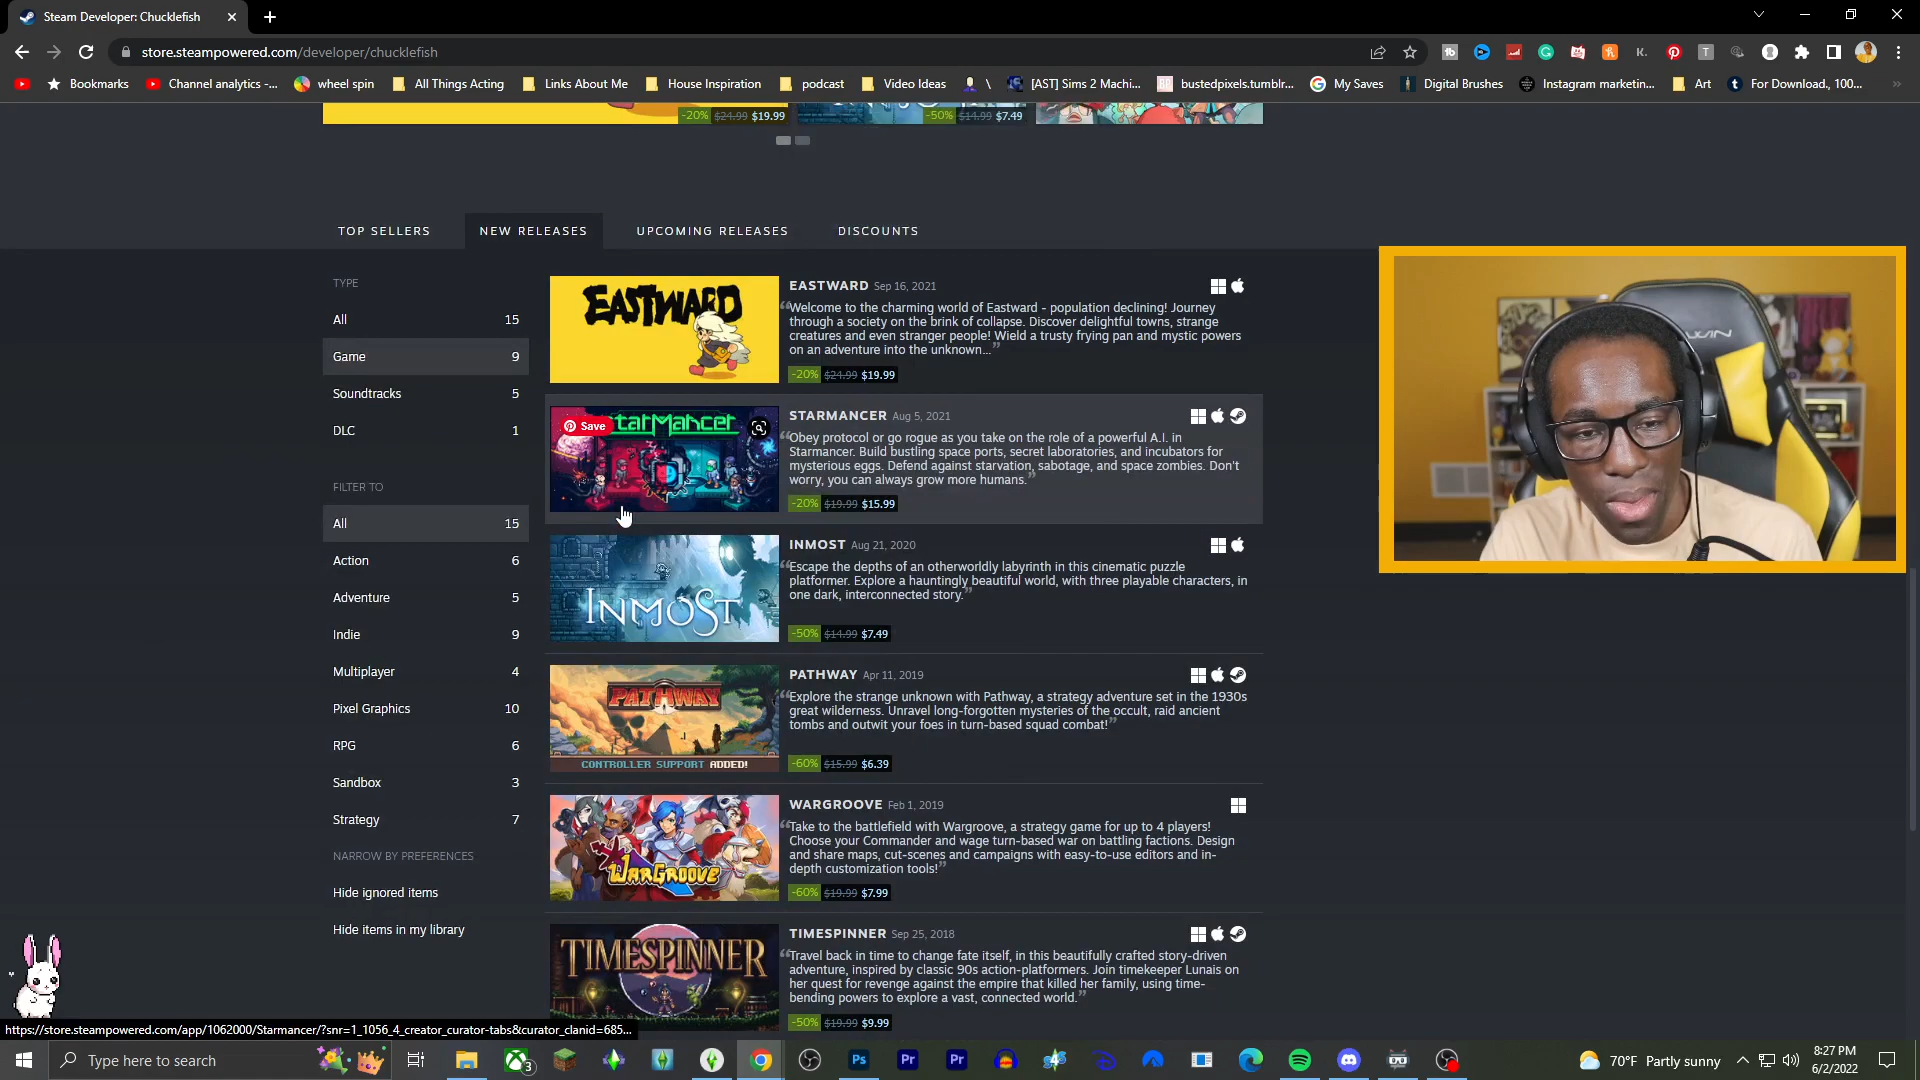 Steam Developer: Chucklefish
store.steampowered.com/developer/chucklefish
Bookmarks
Channel analytics -...
wheel spin
All Things Acting
Links About Me
House Inspiration
podcast
Video Ideas
\
[AST] Sims 2 Machi...
bustedpixels.tumblr...
My Saves
Digital Brushes
Instagram marketin...
Art
For Download., 100...
-20% $24.99 $19.99
-50% $14.99 $7.49
TOP SELLERS
NEW RELEASES
UPCOMING RELEASES
DISCOUNTS
TYPE
All 15
Game 9
Soundtracks 5
DLC 1
FILTER TO
All 15
Action 6
Adventure 5
Indie 9
Multiplayer 4
Pixel Graphics 10
RPG 6
Sandbox 3
Strategy 7
NARROW BY PREFERENCES
Hide ignored items
Hide items in my library
EASTWARD
EASTWARD Sep 16, 2021
"Welcome to the charming world of Eastward - population declining! Journey
through a society on the brink of collapse. Discover delightful towns, strange
creatures and even stranger people! Wield a trusty frying pan and mystic powers
on an adventure into the unknown..."
-20% $24.99 $19.99
Save
tarMancer
STARMANCER Aug 5, 2021
"Obey protocol or go rogue as you take on the role of a powerful A.I. in
Starmancer. Build bustling space ports, secret laboratories, and incubators for
mysterious eggs. Defend against starvation, sabotage, and space zombies. Don't
worry, you can always grow more humans."
-20% $19.99 $15.99
INMOST
INMOST Aug 21, 2020
"Escape the depths of an otherworldly labyrinth in this cinematic puzzle
platformer. Explore a hauntingly beautiful world, with three playable characters, in
one dark, interconnected story."
-50% $14.99 $7.49
PATHWAY
CONTROLLER SUPPORT ADDED!
PATHWAY Apr 11, 2019
"Explore the strange unknown with Pathway, a strategy adventure set in the 1930s
great wilderness. Unravel long-forgotten mysteries of the occult, raid ancient
tombs and outwit your foes in turn-based squad combat!"
-60% $15.99 $6.39
WARGROOVE
WARGROOVE Feb 1, 2019
"Take to the battlefield with Wargroove, a strategy game for up to 4 players!
Choose your Commander and wage turn-based war on battling factions. Design
and share maps, cut-scenes and campaigns with easy-to-use editors and in-
depth customization tools!"
-60% $19.99 $7.99
TIMESPINNER
TIMESPINNER Sep 25, 2018
"Travel back in time to change fate itself, in this beautifully crafted story-driven
adventure, inspired by classic 90s action-platformers. Join timekeeper Lunais on
her quest for revenge against the empire that killed her family, using time-
bending powers to explore a vast, connected world."
-50% $19.99 $9.99
https://store.steampowered.com/app/1062000/Starmancer/?snr=1_1056_4_creator_curator-tabs&curator_clanid=685...
Type here to search
3
Ps
Pr
Pr
70°F Partly sunny
8:27 PM
6/2/2022